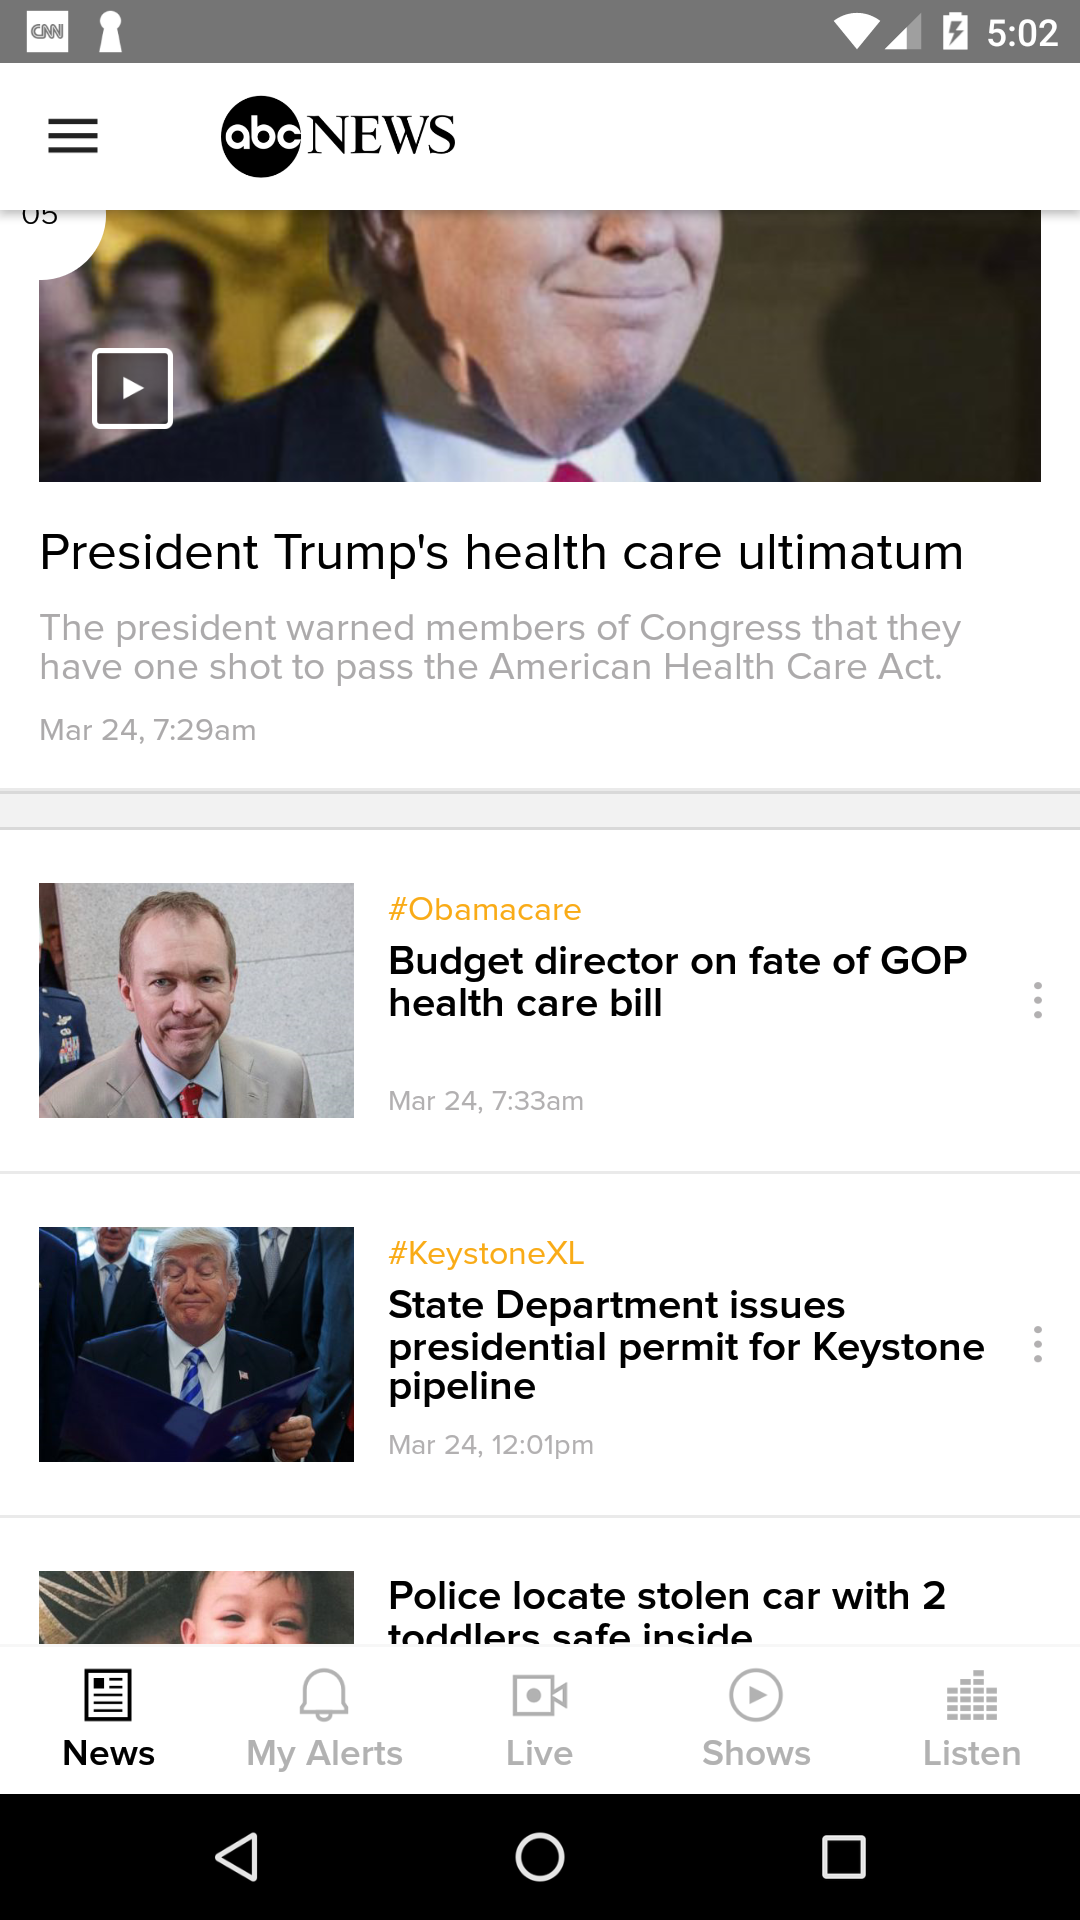 CNN
5:02
abc NEWS
05
President Trump's health care ultimatum
The president warned members of Congress that they
have one shot to pass the American Health Care Act.
Mar 24, 7:29am
#Obamacare
Budget director on fate of GOP
health care bill
Mar 24, 7:33am
#KeystoneXL
State Department issues
presidential permit for Keystone
pipeline
Mar 24, 12:01pm
Police locate stolen car with 2
toddlers safe inside
News
My Alerts
Live
Shows
Listen